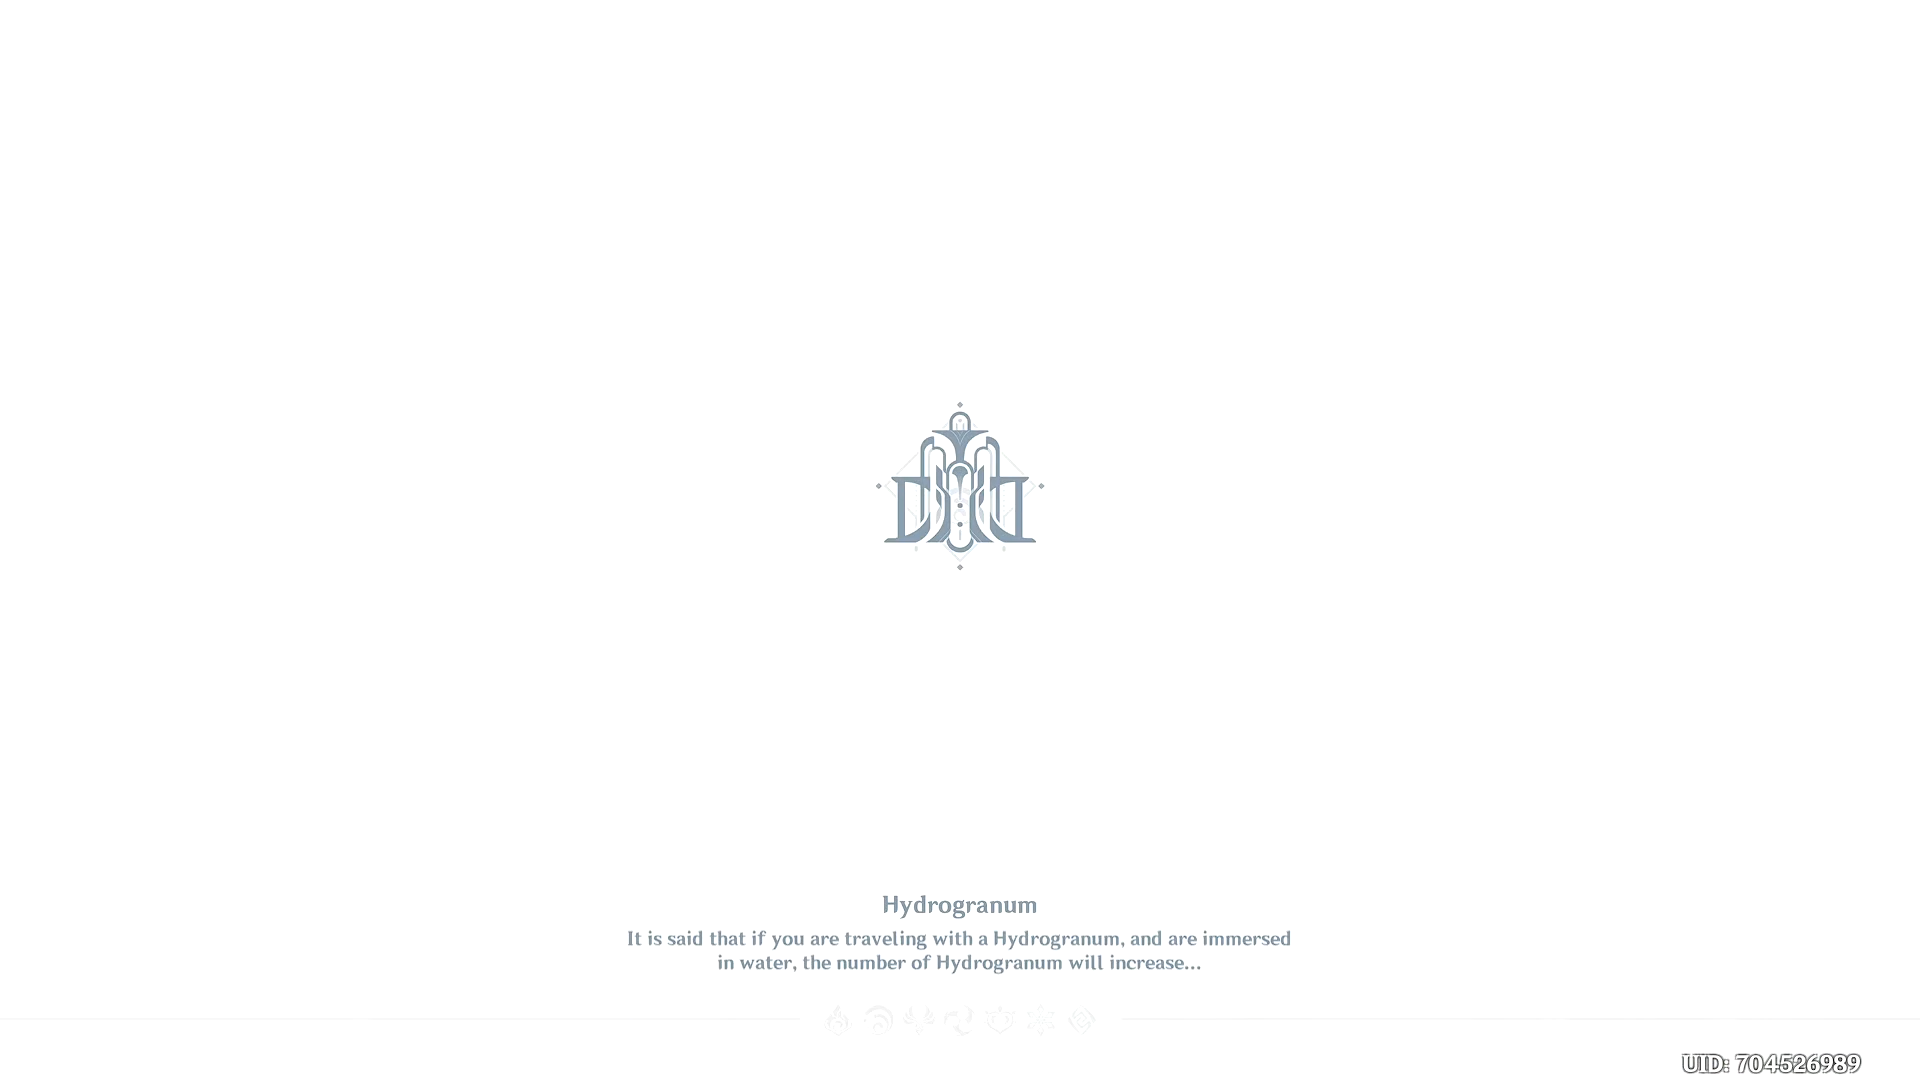 Hydrogranum
It is said that if you are traveling with a Hydrogranum, and are immersed
in water, the number of Hydrogranum will increase...
UID: 704526989